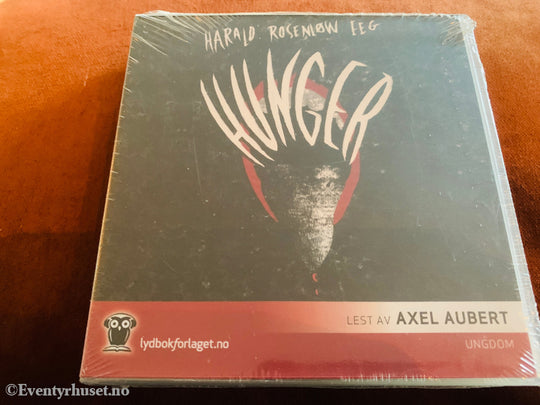 HARALD ROSENLØW EEG
HUNGER
LEST AV AXEL AUBERT
lydbokforlaget.no
UNGDOM
©Eventyrhuset.no